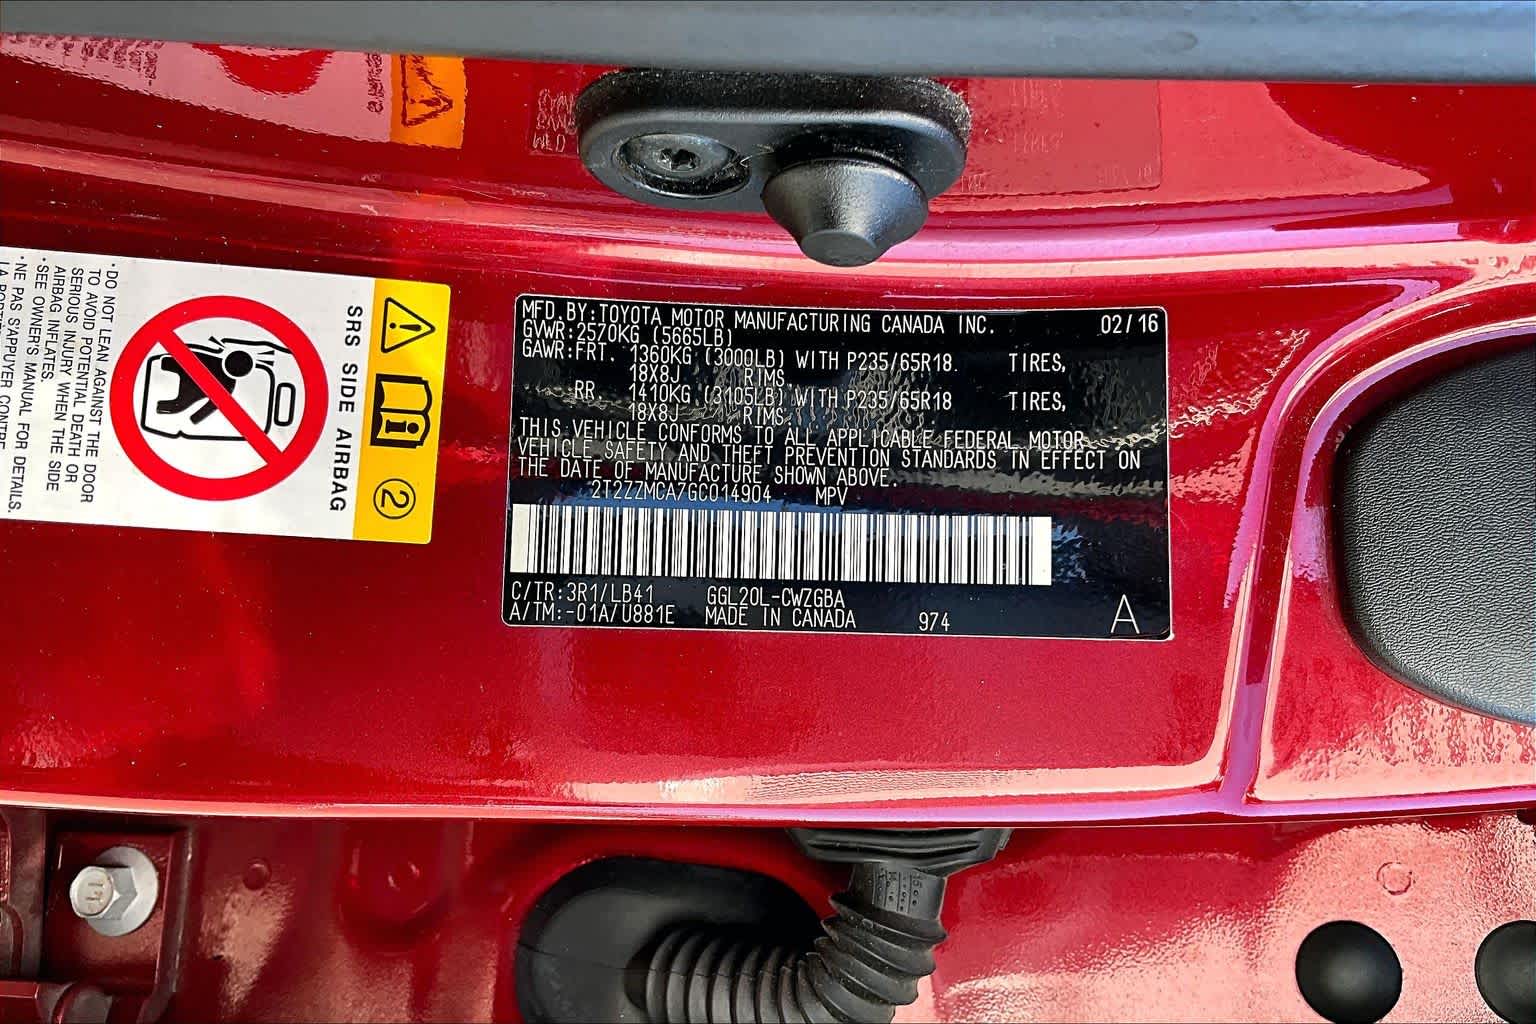 MFD.BY:TOYOTA MOTOR MANUFACTURING CANADA INC. 02/16
GVWR:2570KG (5665LB)
GAWR:FRT. 1360KG (3000LB) WITH P235/65R18 TIRES,
18X8J RIMS,
RR. 1410KG (3105LB) WITH P235/65R18 TIRES,
18X8J RIMS,
THIS VEHICLE CONFORMS TO ALL APPLICABLE FEDERAL MOTOR
VEHICLE SAFETY AND THEFT PREVENTION STANDARDS IN EFFECT ON
THE DATE OF MANUFACTURE SHOWN ABOVE.
2T2ZZMCA7GC014904 MPV
C/TR:3R1/LB41 GGL20L-CWZGBA
A/TM:-01A/U881E MADE IN CANADA 974 A
2
SRS SIDE AIRBAG
·DO NOT LEAN AGAINST THE DOOR
TO AVOID POTENTIAL DEATH OR
SERIOUS INJURY WHEN THE SIDE
AIRBAG INFLATES.
·SEE OWNER'S MANUAL FOR DETAILS.
·NE PAS S'APPUYER CONTRE